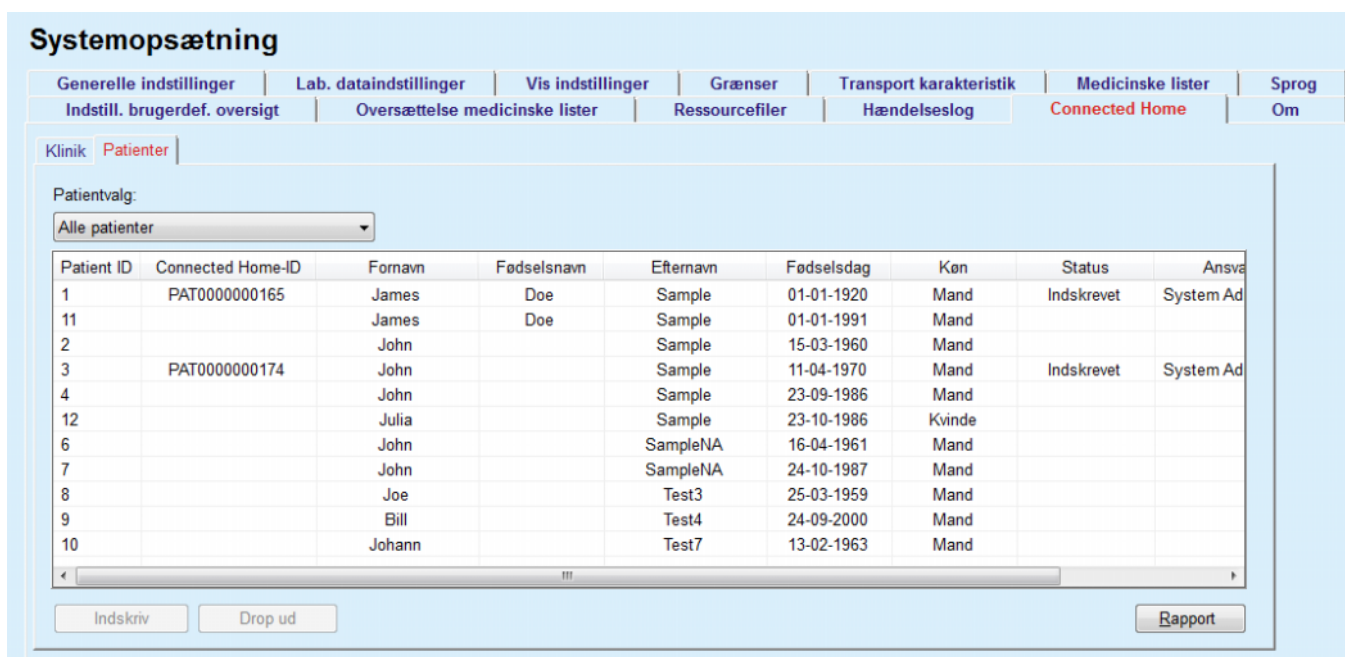 Systemopsætning
Generelle indstillinger Lab. dataindstillinger Vis indstillinger Grænser Transport karakteristik Medicinske lister Sprog
Indstill. brugerdef. oversigt Oversættelse medicinske lister Ressourcefiler Hændelseslog Connected Home Om
Klinik Patienter
Patientvalg:
Alle patienter
Patient ID Connected Home-ID Fornavn Fødselsnavn Efternavn Fødselsdag Køn Status Ansva
1 PAT0000000165 James Doe Sample 01-01-1920 Mand Indskrevet System Ad
11 James Doe Sample 01-01-1991 Mand
2 John Sample 15-03-1960 Mand
3 PAT0000000174 John Sample 11-04-1970 Mand Indskrevet System Ad
4 John Sample 23-09-1986 Mand
12 Julia Sample 23-10-1986 Kvinde
6 John SampleNA 16-04-1961 Mand
7 John SampleNA 24-10-1987 Mand
8 Joe Test3 25-03-1959 Mand
9 Bill Test4 24-09-2000 Mand
10 Johann Test7 13-02-1963 Mand
Indskriv Drop ud Rapport